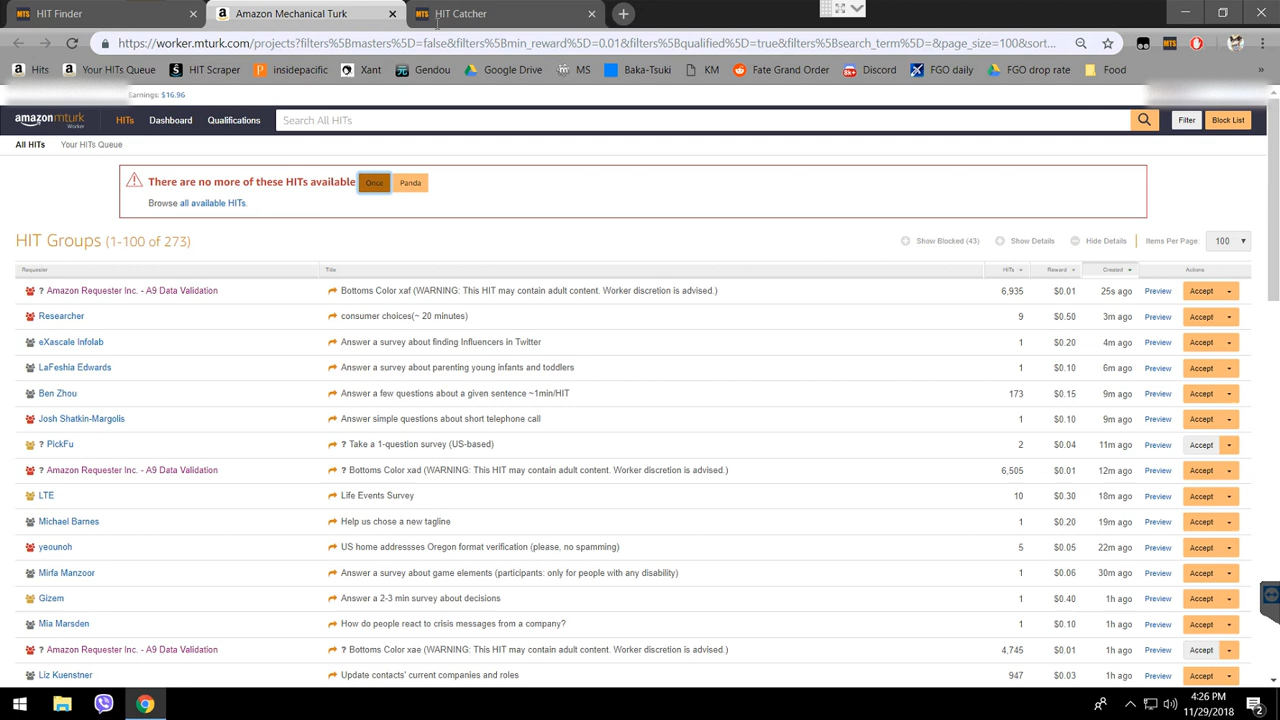 MTS HIT Finder × Amazon Mechanical Turk × MTS HIT Catcher ×
https://worker.mturk.com/projects?filters%5Bmasters%5D=false&filters%5Bmin_reward%5D=0.01&filters%5Bqualified%5D=true&filters%5Bsearch_term%5D=&page_size=100&sort...
Hits Your HITs Queue HIT Scraper insidepacific Xant Gendou Google Drive MS Baka-Tsuki KM Fate Grand Order Discord FGO daily FGO drop rate Food »
Earnings: $16.96
amazon mturk Worker HITs Dashboard Qualifications Search All HITs Filter Block List
All HITs Your HITs Queue
There are no more of these HITs available Once Panda
Browse all available HITs.
HIT Groups (1-100 of 273) Show Blocked (43) Show Details Hide Details Items Per Page: 100
Requester Title HITs Reward Created Actions
? Amazon Requester Inc. - A9 Data Validation Bottoms Color xaf (WARNING: This HIT may contain adult content. Worker discretion is advised.) 6,935 $0.01 25s ago Preview Accept
Researcher consumer choices(~ 20 minutes) 9 $0.50 3m ago Preview Accept
eXascale Infolab Answer a survey about finding Influencers in Twitter 1 $0.20 4m ago Preview Accept
LaFeshia Edwards Answer a survey about parenting young infants and toddlers 1 $0.10 6m ago Preview Accept
Ben Zhou Answer a few questions about a given sentence ~1min/HIT 173 $0.15 9m ago Preview Accept
Josh Shatkin-Margolis Answer simple questions about short telephone call 1 $0.10 9m ago Preview Accept
? PickFu ? Take a 1-question survey (US-based) 2 $0.04 11m ago Preview Accept
? Amazon Requester Inc. - A9 Data Validation ? Bottoms Color xad (WARNING: This HIT may contain adult content. Worker discretion is advised.) 6,505 $0.01 12m ago Preview Accept
LTE Life Events Survey 10 $0.30 18m ago Preview Accept
Michael Barnes Help us chose a new tagline 1 $0.20 19m ago Preview Accept
yeounoh US home addressses Oregon format verification (please, no spamming) 5 $0.05 22m ago Preview Accept
Mirfa Manzoor Answer a survey about game elements (participants: only for people with any disability) 1 $0.06 30m ago Preview Accept
Gizem Answer a 2-3 min survey about decisions 1 $0.40 1h ago Preview Accept
Mia Marsden How do people react to crisis messages from a company? 1 $0.10 1h ago Preview Accept
? Amazon Requester Inc. - A9 Data Validation ? Bottoms Color xae (WARNING: This HIT may contain adult content. Worker discretion is advised.) 4,745 $0.01 1h ago Preview Accept
Liz Kuenstner Update contacts' current companies and roles 947 $0.03 1h ago Preview Accept
4:26 PM
11/29/2018 2